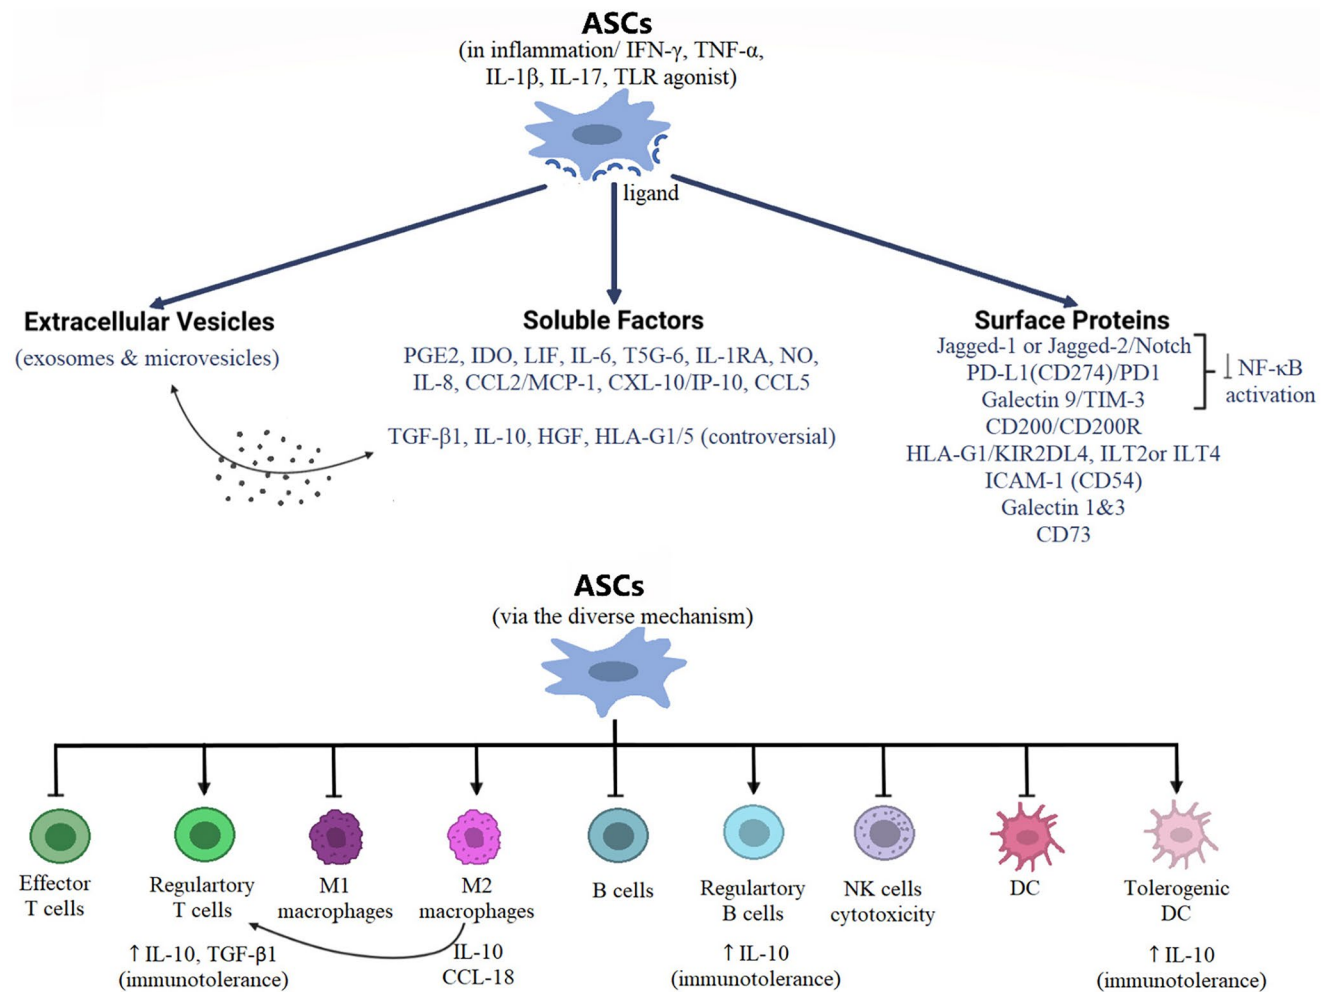 ASCs
(in inflammation/ IFN-γ, TNF-α,
IL-1β, IL-17, TLR agonist)
ligand
Extracellular Vesicles
(exosomes & microvesicles)
Soluble Factors
PGE2, IDO, LIF, IL-6, T5G-6, IL-1RA, NO,
IL-8, CCL2/MCP-1, CXL-10/IP-10, CCL5
TGF-β1, IL-10, HGF, HLA-G1/5 (controversial)
Surface Proteins
Jagged-1 or Jagged-2/Notch
PD-L1(CD274)/PD1
Galectin 9/TIM-3
CD200/CD200R
HLA-G1/KIR2DL4, ILT2or ILT4
ICAM-1 (CD54)
Galectin 1&3
CD73
NF-κB
activation
ASCs
(via the diverse mechanism)
Effector
T cells
Regulartory
T cells
↑ IL-10, TGF-β1
(immunotolerance)
M1
macrophages
M2
macrophages
IL-10
CCL-18
B cells
Regulartory
B cells
↑ IL-10
(immunotolerance)
NK cells
cytotoxicity
DC
Tolerogenic
DC
↑ IL-10
(immunotolerance)